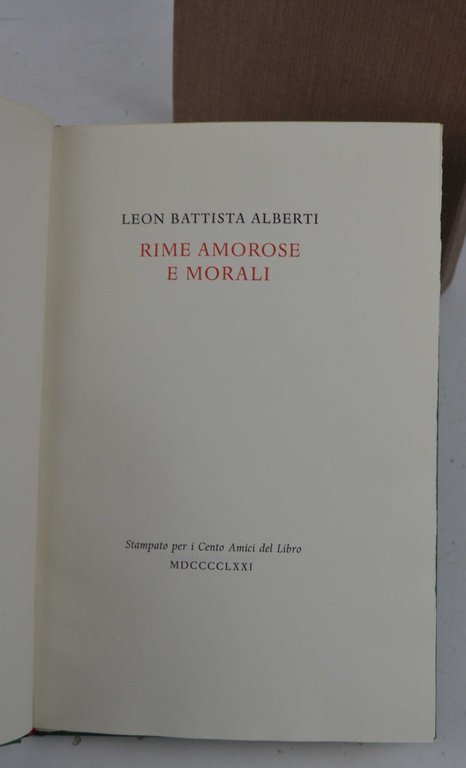 LEON BATTISTA ALBERTI
RIME AMOROSE
E MORALI
Stampato per i Cento Amici del Libro
MDCCCCLXXI